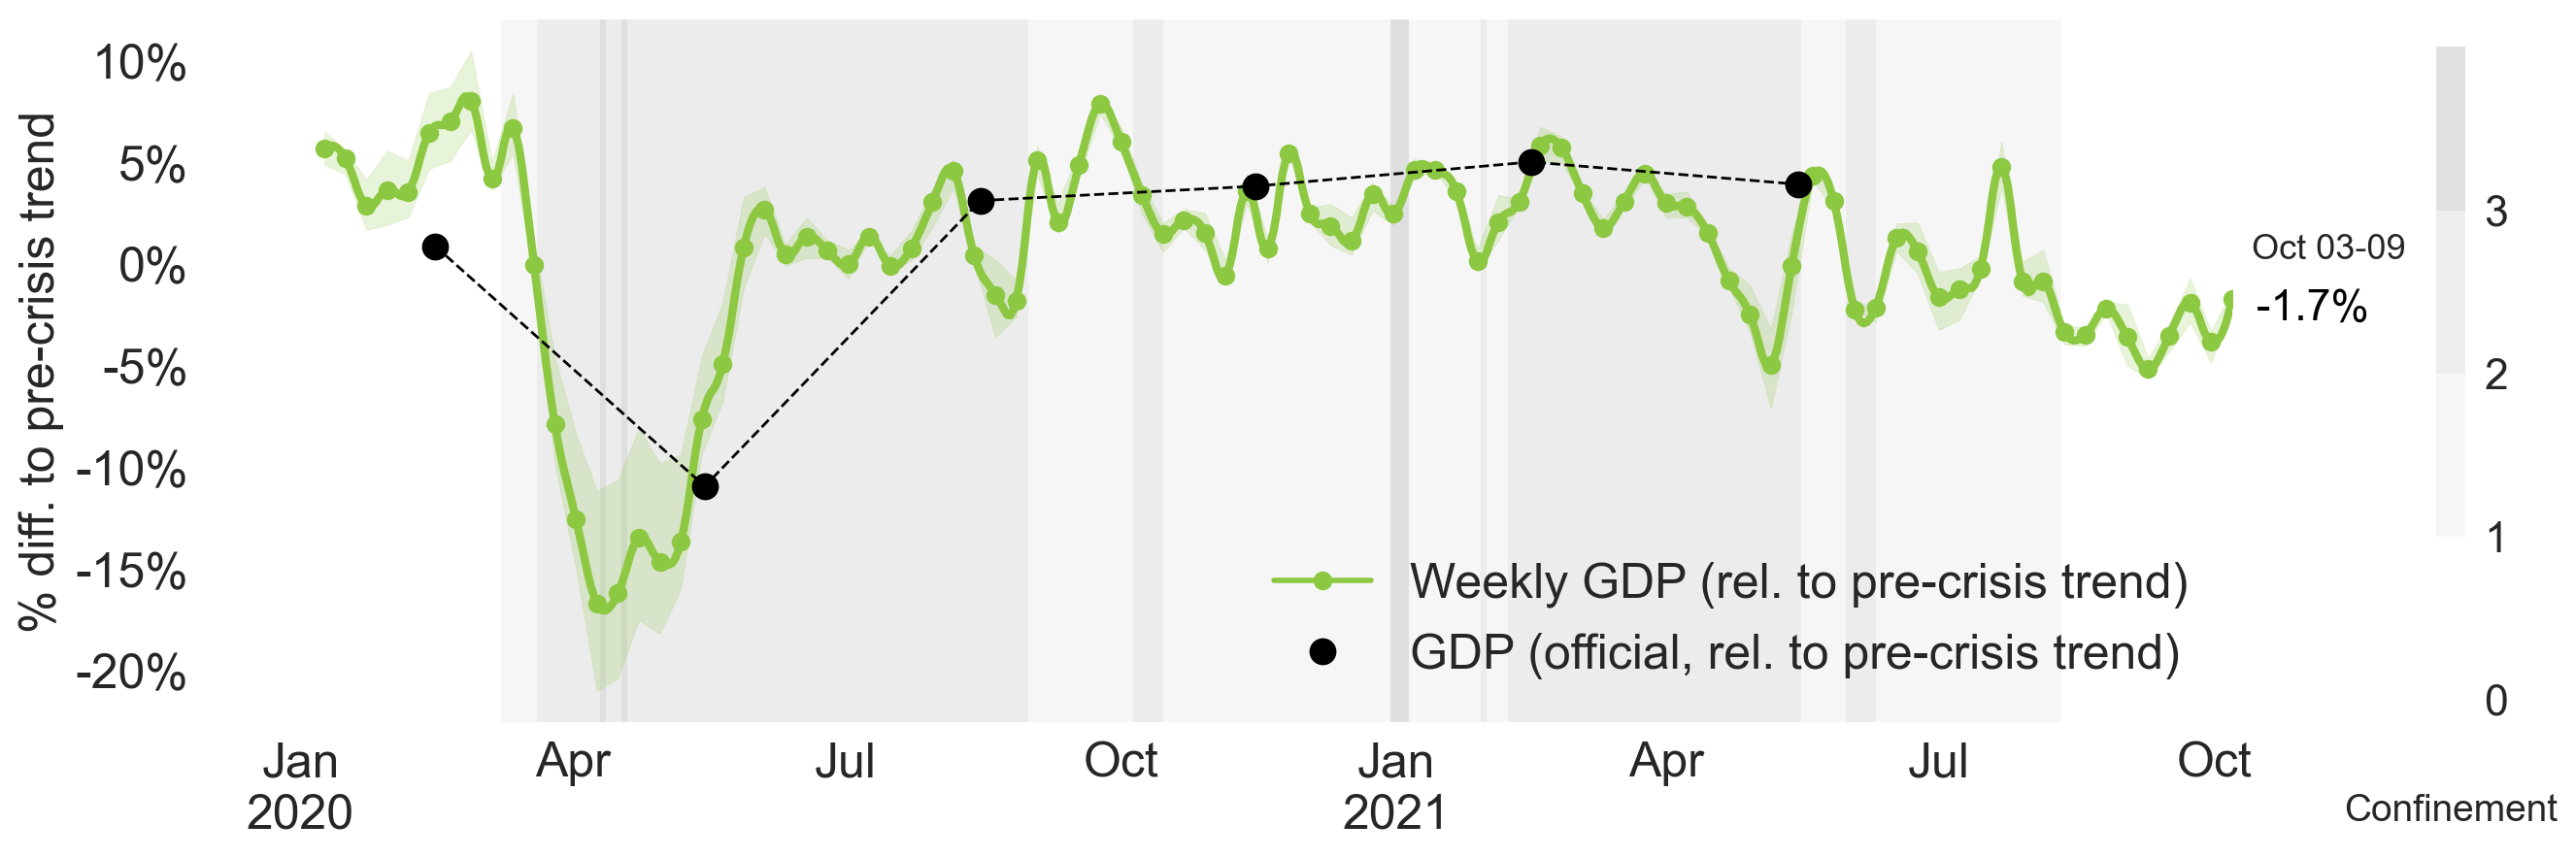 % diff. to pre-crisis trend
10%
5%
0%
-5%
-10%
-15%
-20%
Jan
2020
Apr
Jul
Oct
Jan
2021
Apr
Jul
Oct
Oct 03-09
-1.7%
Weekly GDP (rel. to pre-crisis trend)
GDP (official, rel. to pre-crisis trend)
3
2
1
0
Confinement